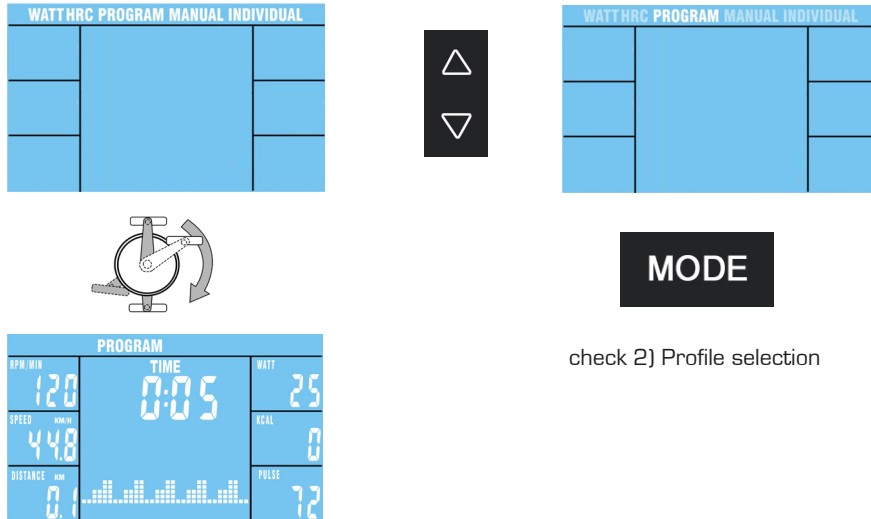 WATT HRC PROGRAM MANUAL INDIVIDUAL
WATT HRC PROGRAM MANUAL INDIVIDUAL
MODE
check 2) Profile selection
PROGRAM
RPM/MIN
120
TIME
0:05
WATT
25
SPEED KM/H
44.8
KCAL
0
DISTANCE KM
0.1
PULSE
72